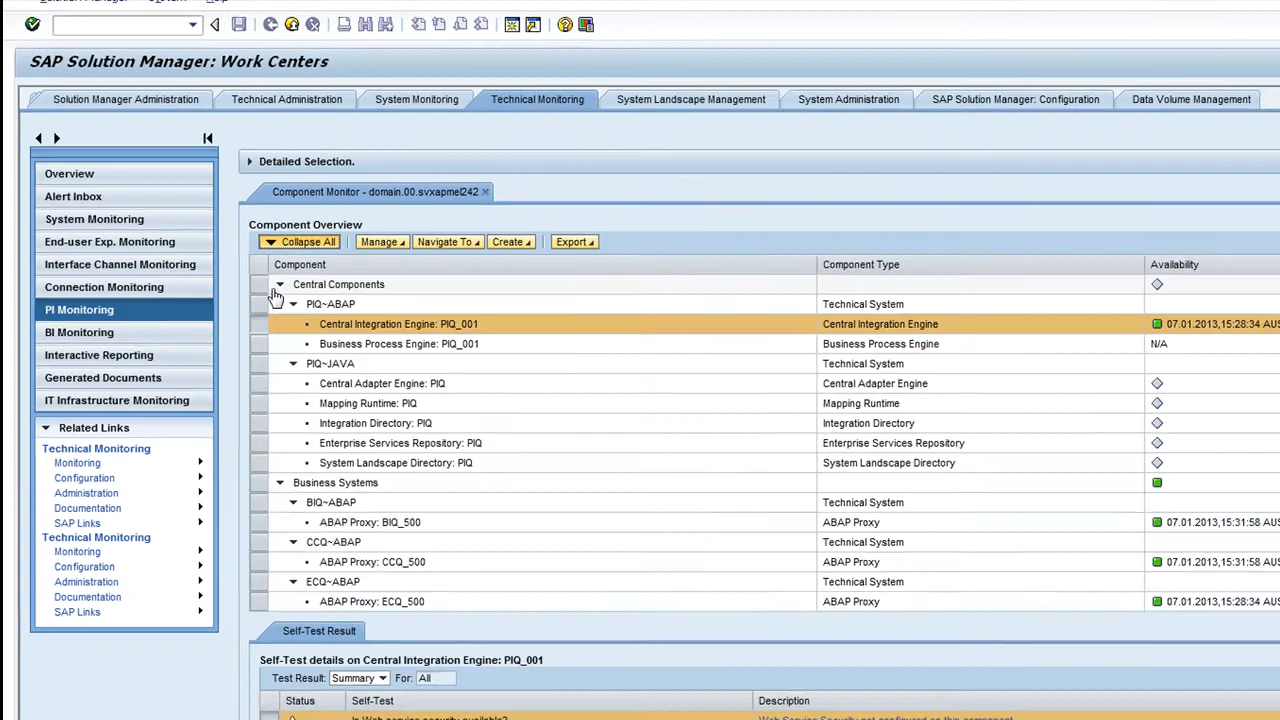 SAP Solution Manager: Work Centers
Solution Manager Administration Technical Administration System Monitoring Technical Monitoring System Landscape Management System Administration SAP Solution Manager: Configuration Data Volume Management
Overview
Alert Inbox
System Monitoring
End-user Exp. Monitoring
Interface Channel Monitoring
Connection Monitoring
PI Monitoring
BI Monitoring
Interactive Reporting
Generated Documents
IT Infrastructure Monitoring
Related Links
Technical Monitoring
Monitoring
Configuration
Administration
Documentation
SAP Links
Technical Monitoring
Monitoring
Configuration
Administration
Documentation
SAP Links
Detailed Selection.
Component Monitor - domain.00.svxapmel242
Component Overview
Collapse All Manage Navigate To Create Export
Component Component Type Availability
Central Components
PIQ~ABAP Technical System
Central Integration Engine: PIQ_001 Central Integration Engine 07.01.2013,15:28:34 AUS
Business Process Engine: PIQ_001 Business Process Engine N/A
PIQ~JAVA Technical System
Central Adapter Engine: PIQ Central Adapter Engine
Mapping Runtime: PIQ Mapping Runtime
Integration Directory: PIQ Integration Directory
Enterprise Services Repository: PIQ Enterprise Services Repository
System Landscape Directory: PIQ System Landscape Directory
Business Systems
BIQ~ABAP Technical System
ABAP Proxy: BIQ_500 ABAP Proxy 07.01.2013,15:31:58 AUS
CCQ~ABAP Technical System
ABAP Proxy: CCQ_500 ABAP Proxy 07.01.2013,15:31:58 AUS
ECQ~ABAP Technical System
ABAP Proxy: ECQ_500 ABAP Proxy 07.01.2013,15:28:34 AUS
Self-Test Result
Self-Test details on Central Integration Engine: PIQ_001
Test Result: Summary For: All
Status Self-Test Description